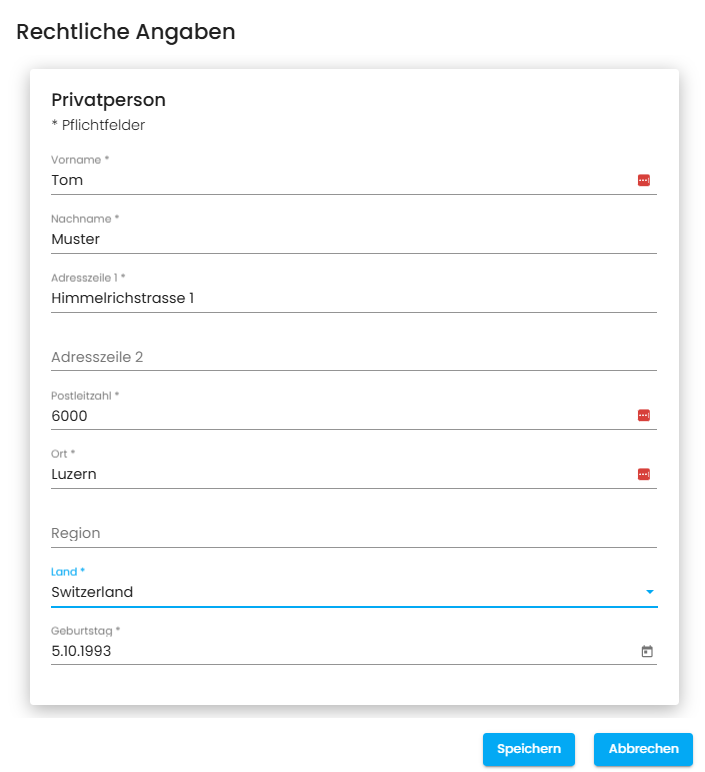 Rechtliche Angaben
Privatperson
* Pflichtfelder
Vorname *
Tom
Nachname *
Muster
Adresszeile 1 *
Himmelrichstrasse 1
Adresszeile 2
Postleitzahl *
6000
Ort *
Luzern
Region
Land *
Switzerland
Geburtstag *
5.10.1993
Speichern Abbrechen